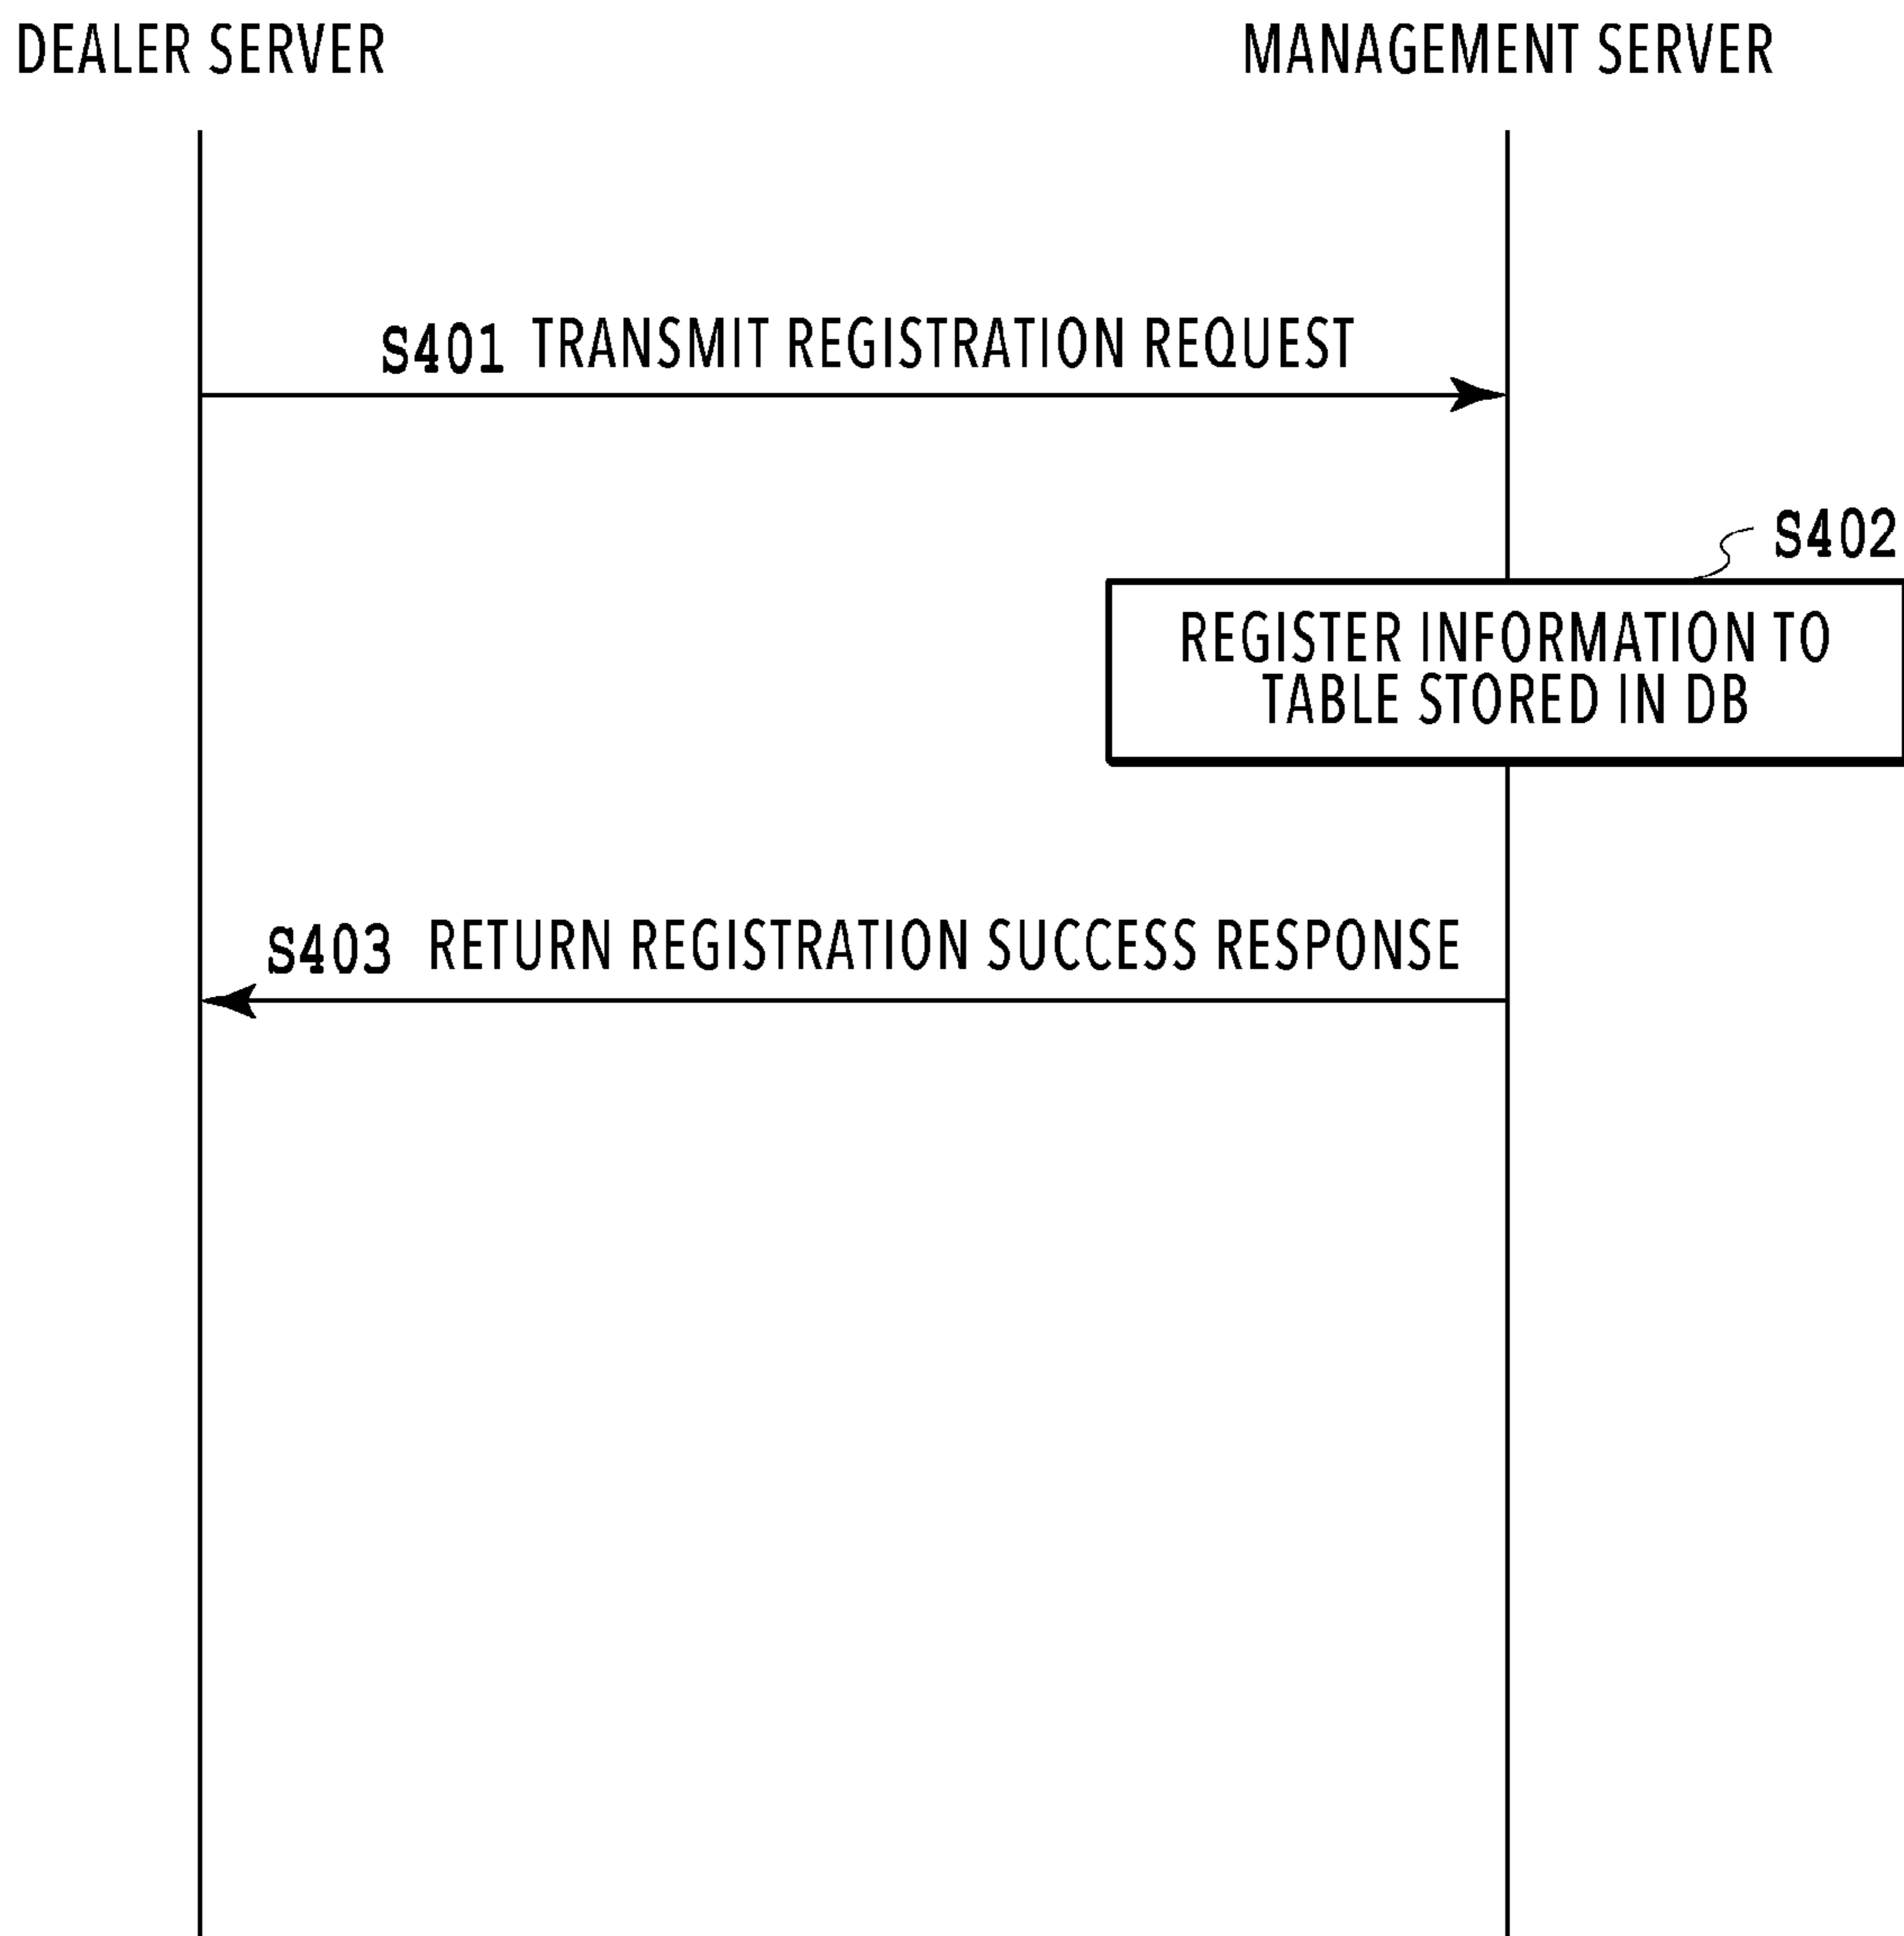 DEALER SERVER
MANAGEMENT SERVER
S401 TRANSMIT REGISTRATION REQUEST
S402
REGISTER INFORMATION TO
TABLE STORED IN DB
S403 RETURN REGISTRATION SUCCESS RESPONSE